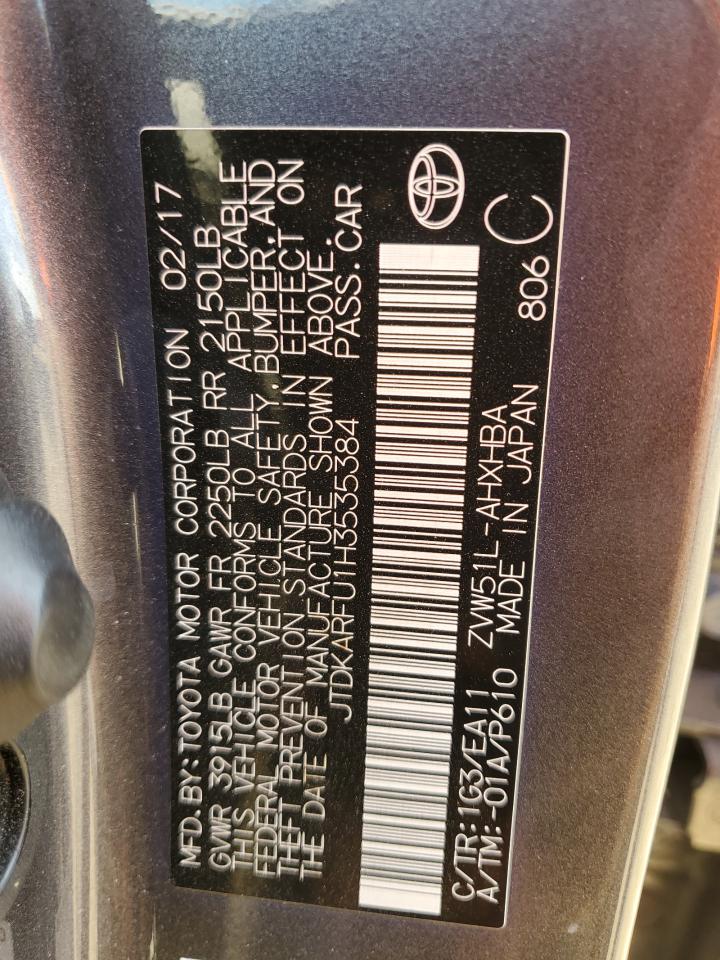 MFD. BY: TOYOTA MOTOR CORPORATION 02/17
GVWR 3915LB GAWR FR 2250LB RR 2150LB
THIS VEHICLE CONFORMS TO ALL APPLICABLE
FEDERAL MOTOR VEHICLE SAFETY, BUMPER, AND
THEFT PREVENTION STANDARDS IN EFFECT ON
THE DATE OF MANUFACTURE SHOWN ABOVE.
JTDKARFU1H3535384 PASS. CAR
C/TR: 1G3/EA11 ZVW51L-AHXHBA
A/TM: -01A/P610 MADE IN JAPAN 806 C